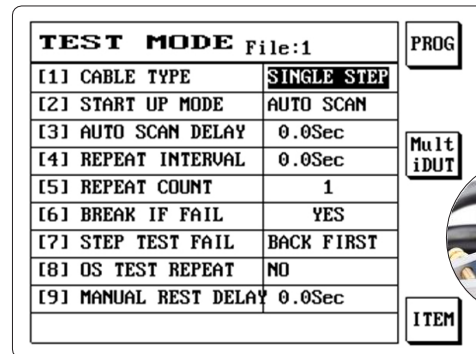 TEST MODE File:1
[1] CABLE TYPE SINGLE STEP
[2] START UP MODE AUTO SCAN
[3] AUTO SCAN DELAY 0.0Sec
[4] REPEAT INTERVAL 0.0Sec
[5] REPEAT COUNT 1
[6] BREAK IF FAIL YES
[7] STEP TEST FAIL BACK FIRST
[8] OS TEST REPEAT NO
[9] MANUAL REST DELAY 0.0Sec
PROG
Mult
iDUT
ITEM